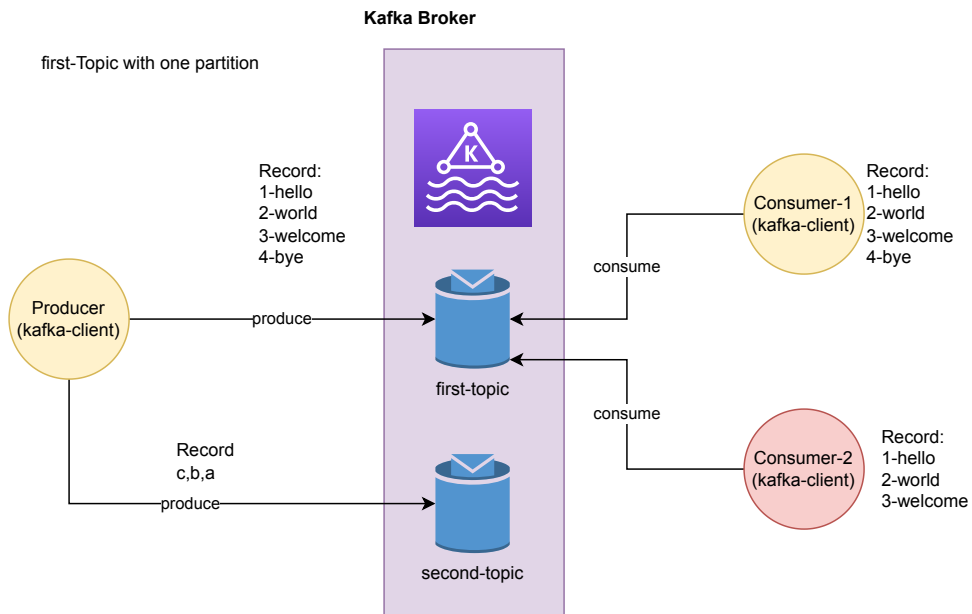 Kafka Broker
first-Topic with one partition
K
Record:
1-hello
2-world
3-welcome
4-bye
Consumer-1
(kafka-client)
Record:
1-hello
2-world
3-welcome
4-bye
consume
Producer
(kafka-client)
produce
first-topic
consume
Record
c,b,a
produce
second-topic
Consumer-2
(kafka-client)
Record:
1-hello
2-world
3-welcome